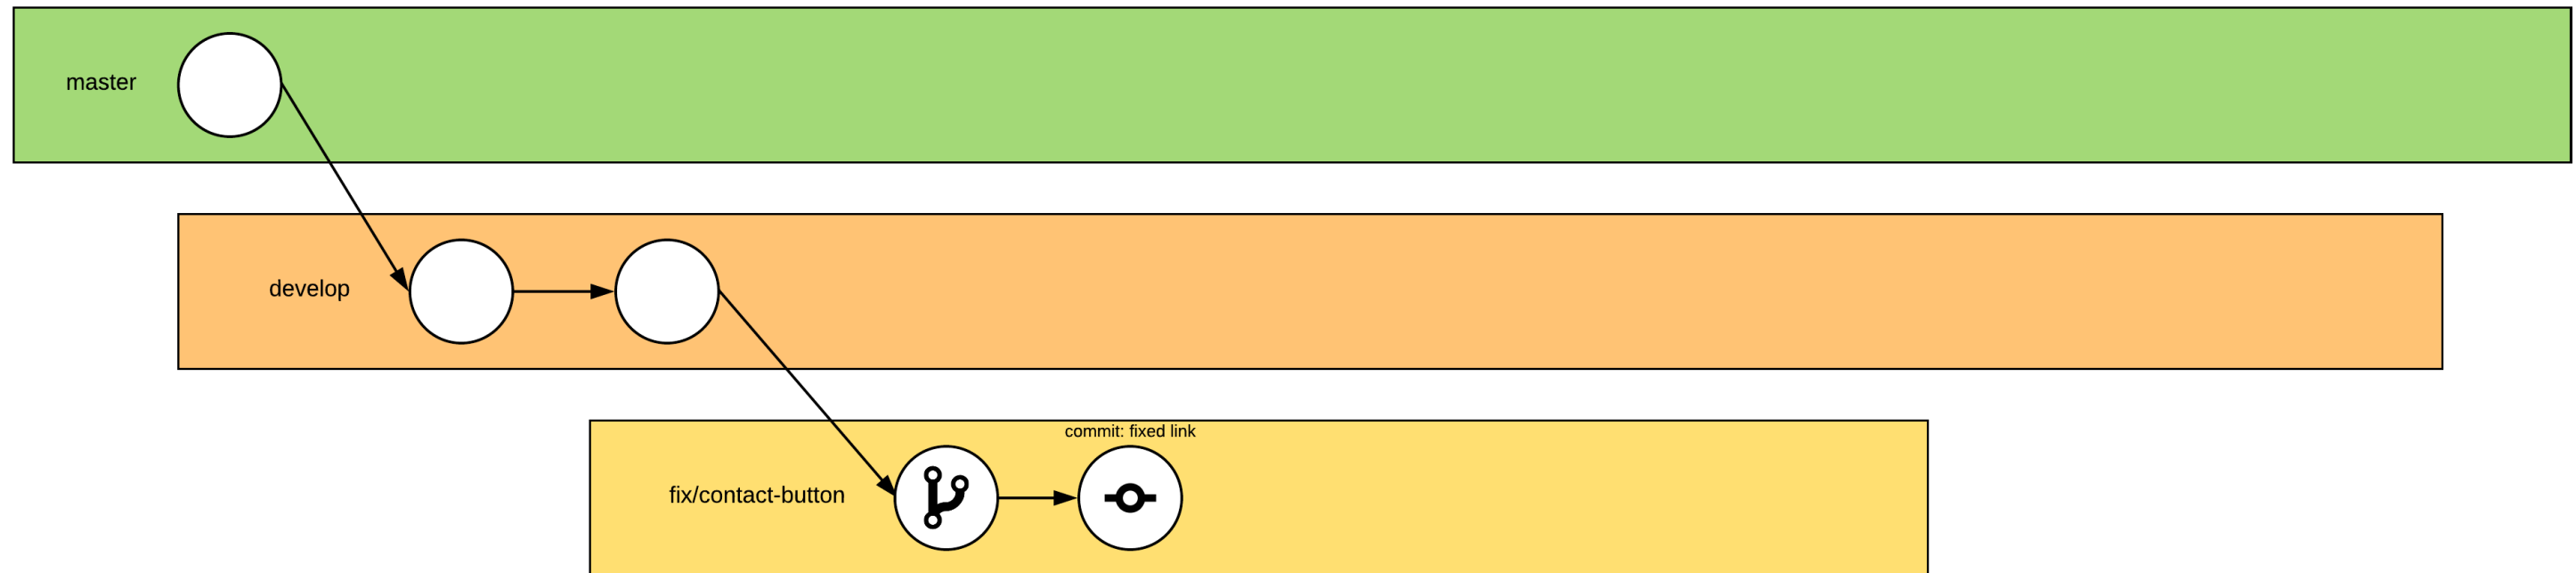 master
develop
commit: fixed link
fix/contact-button